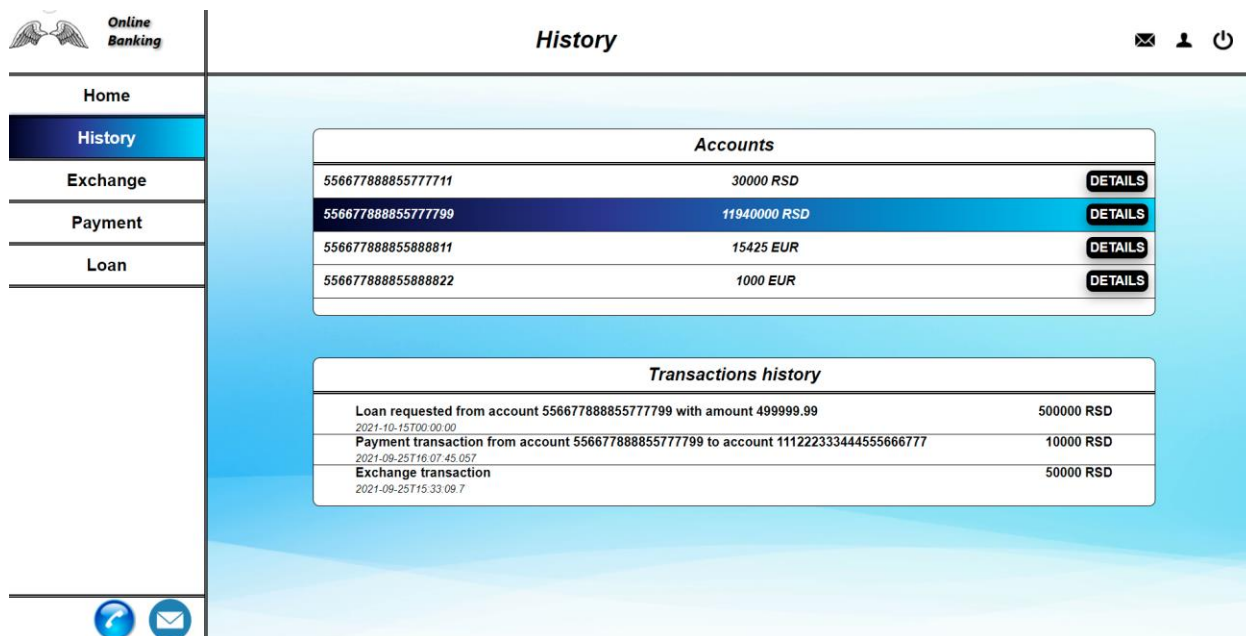 Online
Banking
History
Home
History
Exchange
Payment
Loan
Accounts
556677888855777711 30000 RSD DETAILS
556677888855777799 11940000 RSD DETAILS
556677888855888811 15425 EUR DETAILS
556677888855888822 1000 EUR DETAILS
Transactions history
Loan requested from account 556677888855777799 with amount 499999.99 500000 RSD
2021-10-15T00:00:00
Payment transaction from account 556677888855777799 to account 111222333444555666777 10000 RSD
2021-09-25T16:07:45.057
Exchange transaction 50000 RSD
2021-09-25T15:33:09.7